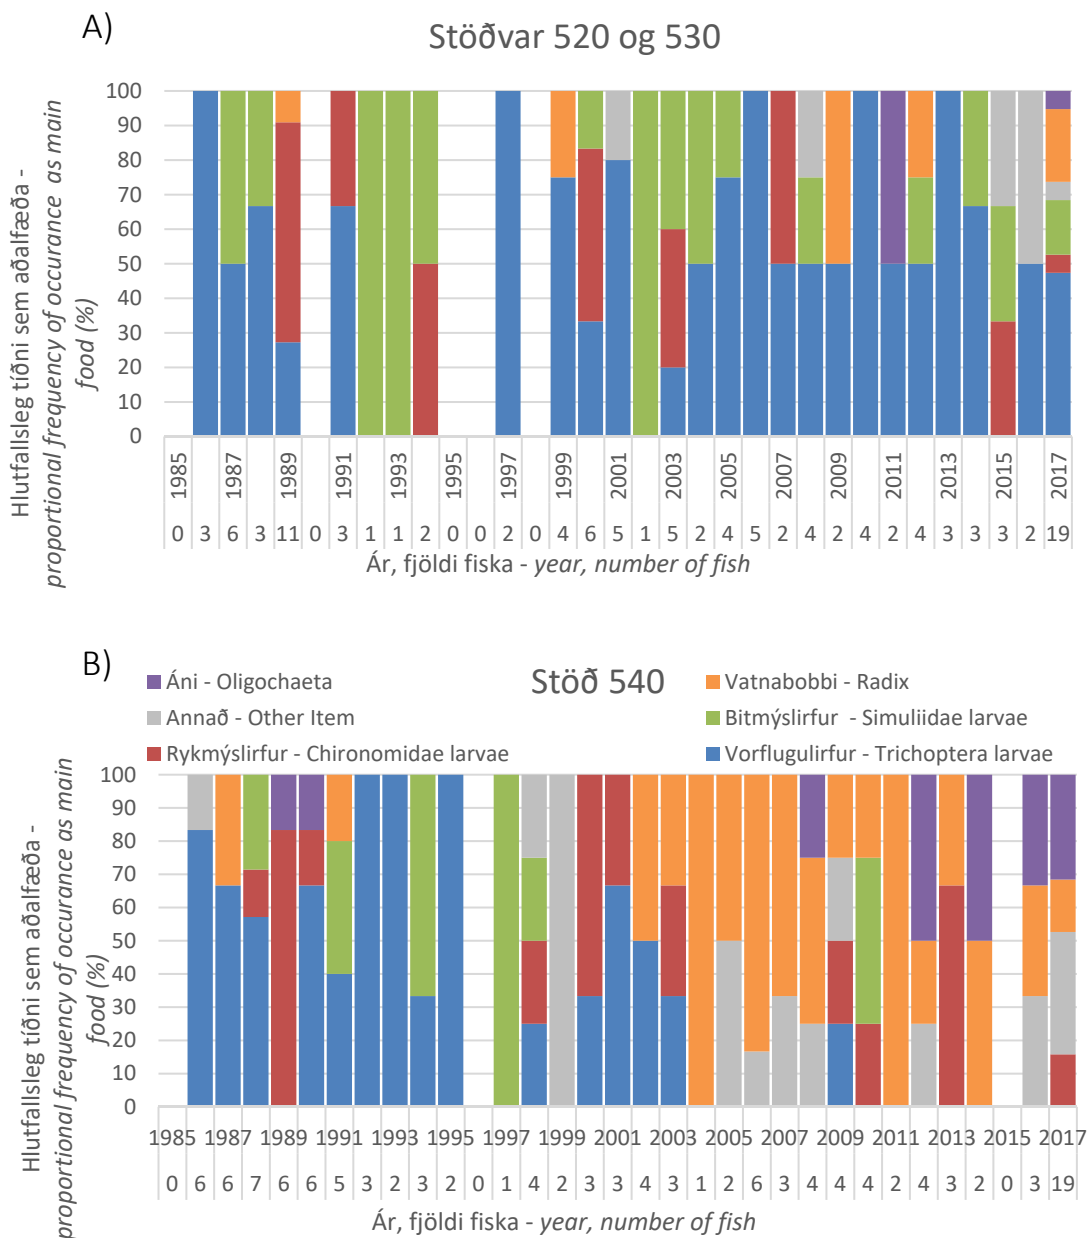 A)
Stöðvar 520 og 530
Hlutfallsleg tíðni sem aðalfæða -
proportional frequency of occurance as main
food (%)
100
90
80
70
60
50
40
30
20
10
0
1985 1987 1989 1991 1993 1995 1997 1999 2001 2003 2005 2007 2009 2011 2013 2015 2017
0 3 6 3 11 0 3 1 1 2 0 0 2 0 4 6 5 1 5 2 4 5 2 4 2 4 2 4 3 3 3 2 19
Ár, fjöldi fiska - year, number of fish
B)
Stöð 540
Áni - Oligochaeta
Vatnabobbi - Radix
Annað - Other Item
Bitmýslirfur - Simuliidae larvae
Rykmýslirfur - Chironomidae larvae
Vorflugulirfur - Trichoptera larvae
Hlutfallsleg tíðni sem aðalfæða -
proportional frequency of occurance as main
food (%)
100
90
80
70
60
50
40
30
20
10
0
1985 1987 1989 1991 1993 1995 1997 1999 2001 2003 2005 2007 2009 2011 2013 2015 2017
0 6 6 7 6 6 5 3 2 3 2 0 1 4 2 3 3 4 3 1 2 6 3 4 4 4 2 4 3 2 0 3 19
Ár, fjöldi fiska - year, number of fish